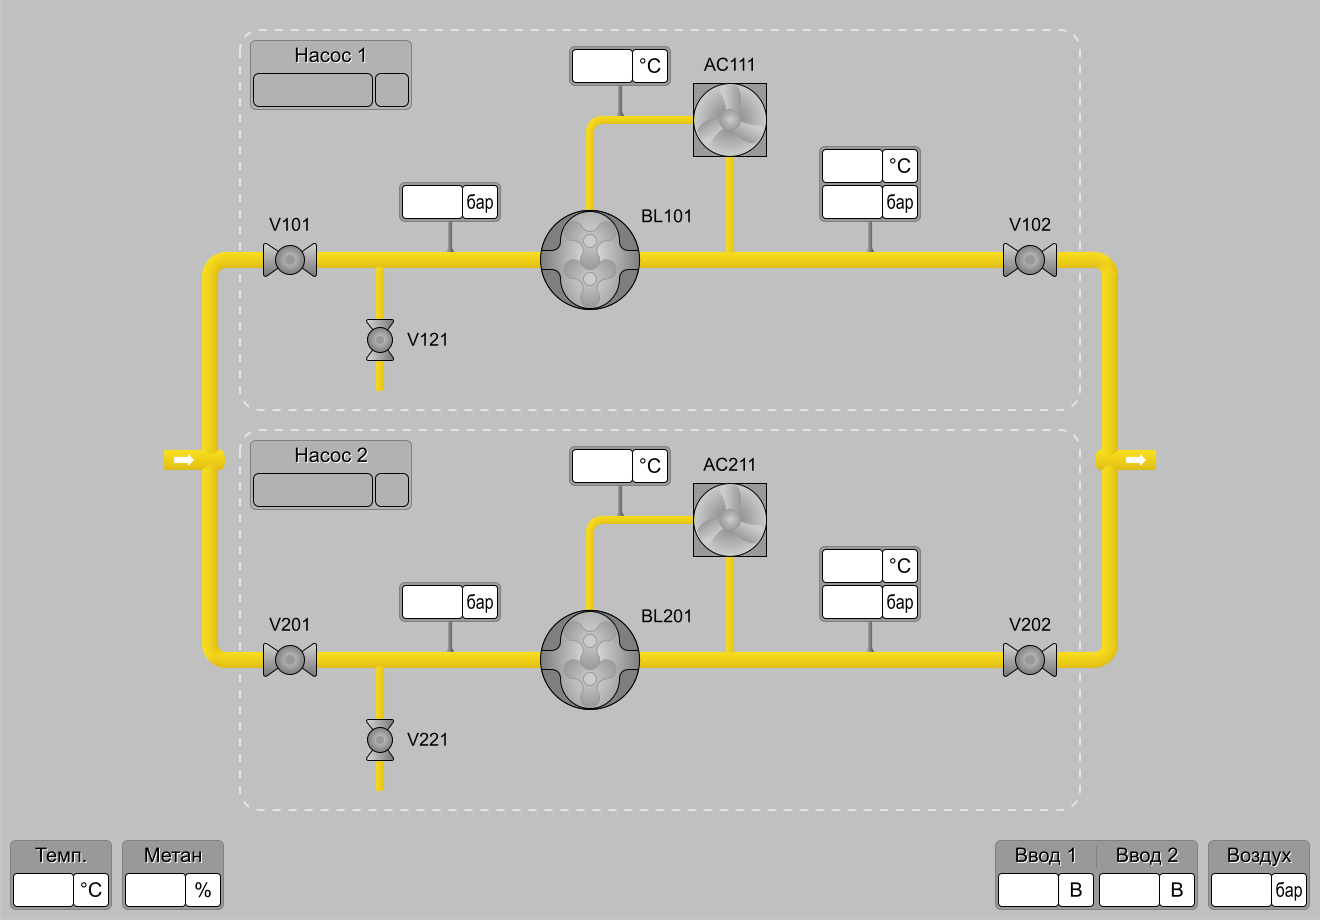 Насос 1
°C
AC111
°C
бар
бар
V101
BL101
V102
V121
Насос 2
°C
AC211
°C
бар
бар
V201
BL201
V202
V221
Темп.
°C
Метан
%
Ввод 1
В
Ввод 2
В
Воздух
бар